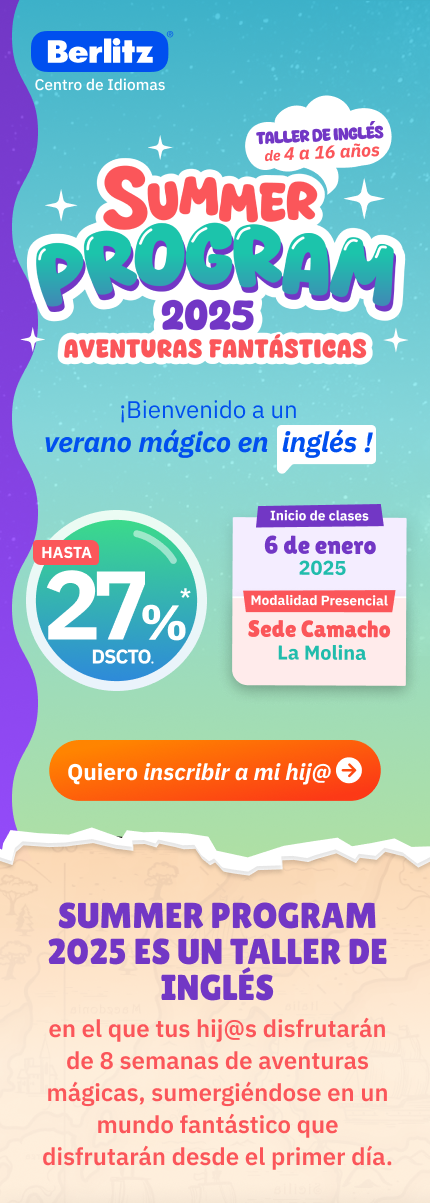 Berlitz®
Centro de Idiomas
TALLER DE INGLÉS
de 4 a 16 años
SUMMER
PROGRAM
2025
AVENTURAS FANTÁSTICAS
¡Bienvenido a un
verano mágico en inglés !
Inicio de clases
6 de enero
2025
Modalidad Presencial
Sede Camacho
La Molina
HASTA
27%*
DSCTO.
Quiero inscribir a mi hij@
SUMMER PROGRAM
2025 ES UN TALLER DE
INGLÉS
en el que tus hij@s disfrutarán
de 8 semanas de aventuras
mágicas, sumergiéndose en un
mundo fantástico que
disfrutarán desde el primer día.